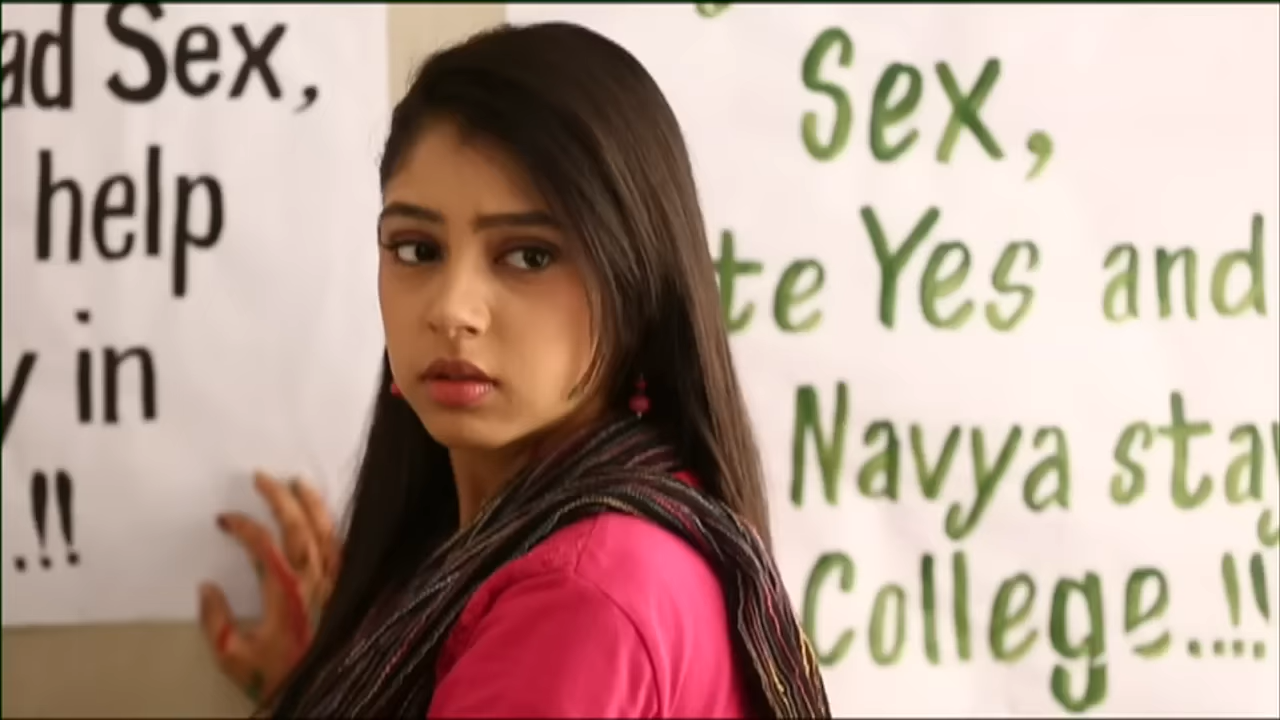 ad Sex,
help
y in
.!!
Sex,
te Yes and
Navya stay
College...!!